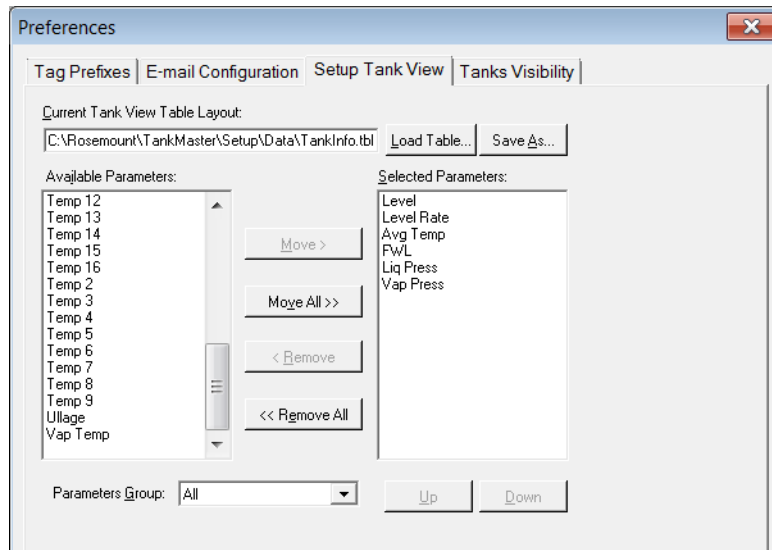 Preferences
Tag Prefixes E-mail Configuration Setup Tank View Tanks Visibility
Current Tank View Table Layout:
C:\Rosemount\TankMaster\Setup\Data\TankInfo.tbl Load Table... Save As...
Available Parameters: Selected Parameters:
Temp 12 Level
Temp 13 Level Rate
Temp 14 Avg Temp
Temp 15 FWL
Temp 16 Liq Press
Temp 2 Vap Press
Temp 3
Temp 4
Temp 5
Temp 6
Temp 7
Temp 8
Temp 9
Ullage
Vap Temp
Move >
Move All >>
< Remove
<< Remove All
Parameters Group: All Up Down